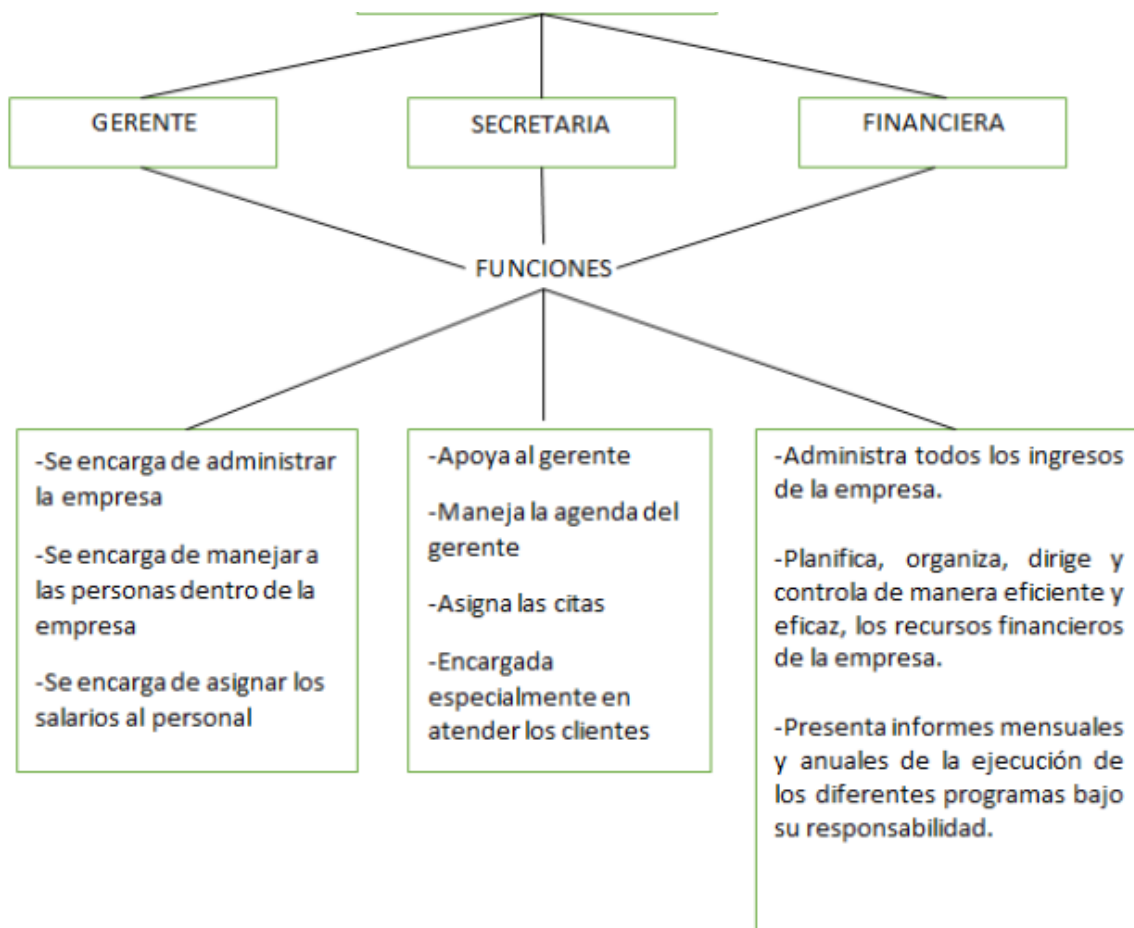 GERENTE
SECRETARIA
FINANCIERA
FUNCIONES
-Se encarga de administrar
la empresa
-Se encarga de manejar a
las personas dentro de la
empresa
-Se encarga de asignar los
salarios al personal
-Apoya al gerente
-Maneja la agenda del
gerente
-Asigna las citas
-Encargada
especialmente en
atender los clientes
-Administra todos los ingresos
de la empresa.
-Planifica, organiza, dirige y
controla de manera eficiente y
eficaz, los recursos financieros
de la empresa.
-Presenta informes mensuales
y anuales de la ejecución de
los diferentes programas bajo
su responsabilidad.